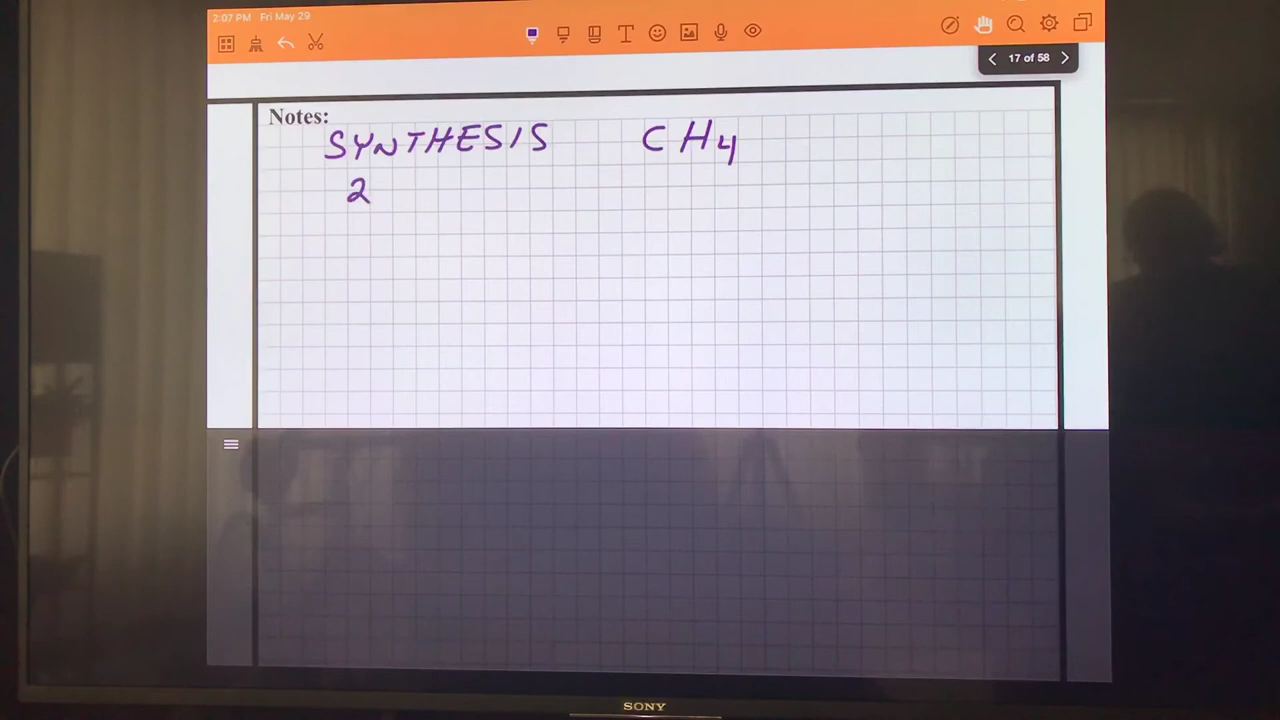 2:07 PM Fri May 29
17 of 58
Notes:
SYNTHESIS CH4
2
SONY